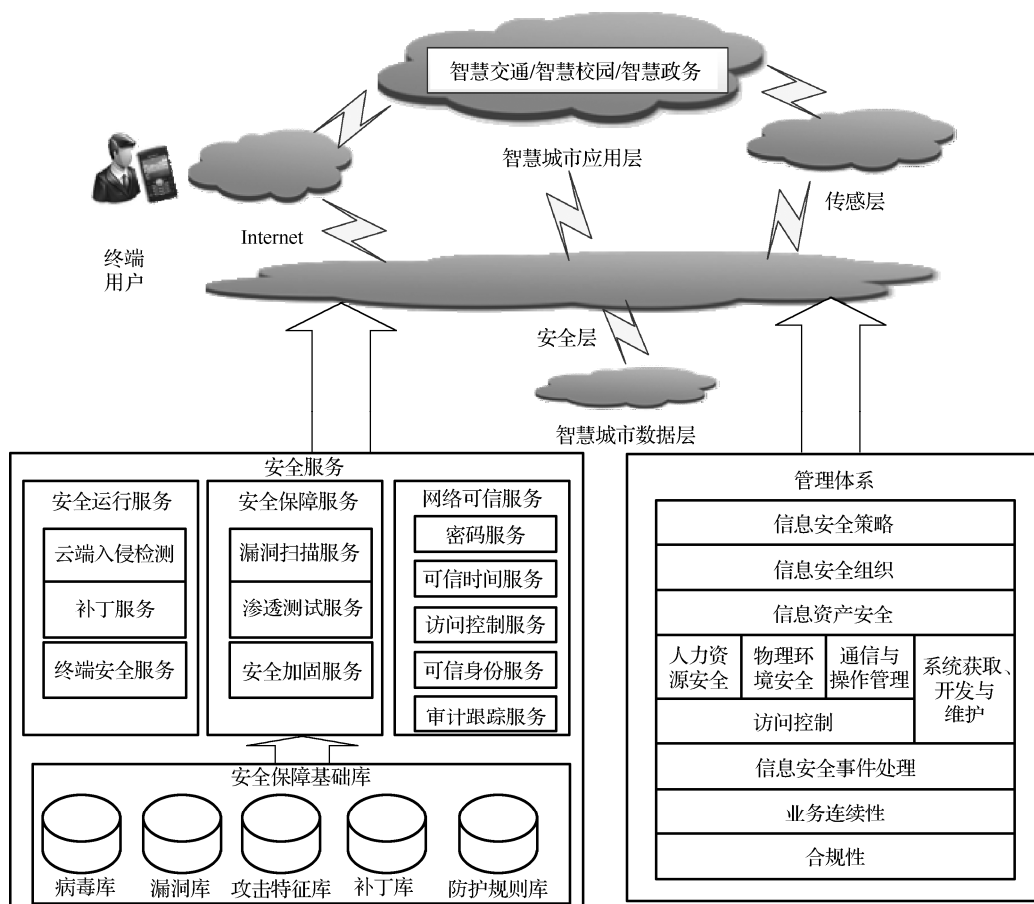 智慧交通/智慧校园/智慧政务
智慧城市应用层
传感层
Internet
终端
用户
安全层
智慧城市数据层
安全服务
安全运行服务
云端入侵检测
补丁服务
终端安全服务
安全保障服务
漏洞扫描服务
渗透测试服务
安全加固服务
网络可信服务
密码服务
可信时间服务
访问控制服务
可信身份服务
审计跟踪服务
安全保障基础库
病毒库
漏洞库
攻击特征库
补丁库
防护规则库
管理体系
信息安全策略
信息安全组织
信息资产安全
人力资
源安全
物理环
境安全
通信与
操作管理
系统获取、
开发与
维护
访问控制
信息安全事件处理
业务连续性
合规性